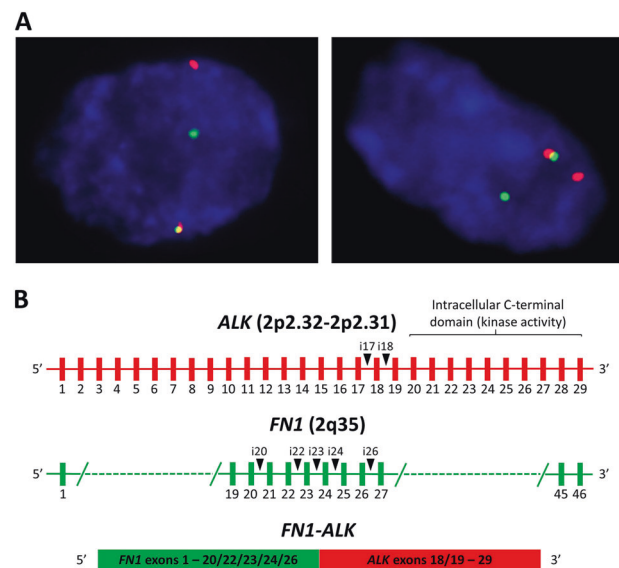 A
B
Intracellular C-terminal
domain (kinase activity)
ALK (2p2.32-2p2.31)
i17 i18
5′ 3′
1 2 3 4 5 6 7 8 9 10 11 12 13 14 15 16 17 18 19 20 21 22 23 24 25 26 27 28 29
FN1 (2q35)
i20 i22 i23 i24 i26
5′ 3′
1 19 20 21 22 23 24 25 26 27 45 46
FN1-ALK
5′ FN1 exons 1 – 20/22/23/24/26 ALK exons 18/19 – 29 3′